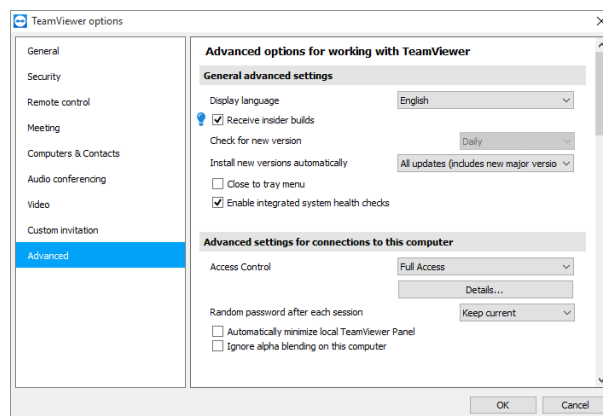 TeamViewer options
General
Security
Remote control
Meeting
Computers & Contacts
Audio conferencing
Video
Custom invitation
Advanced
Advanced options for working with TeamViewer
General advanced settings
Display language English
Receive insider builds
Check for new version Daily
Install new versions automatically All updates (includes new major versio
Close to tray menu
Enable integrated system health checks
Advanced settings for connections to this computer
Access Control Full Access
Details...
Random password after each session Keep current
Automatically minimize local TeamViewer Panel
Ignore alpha blending on this computer
OK Cancel